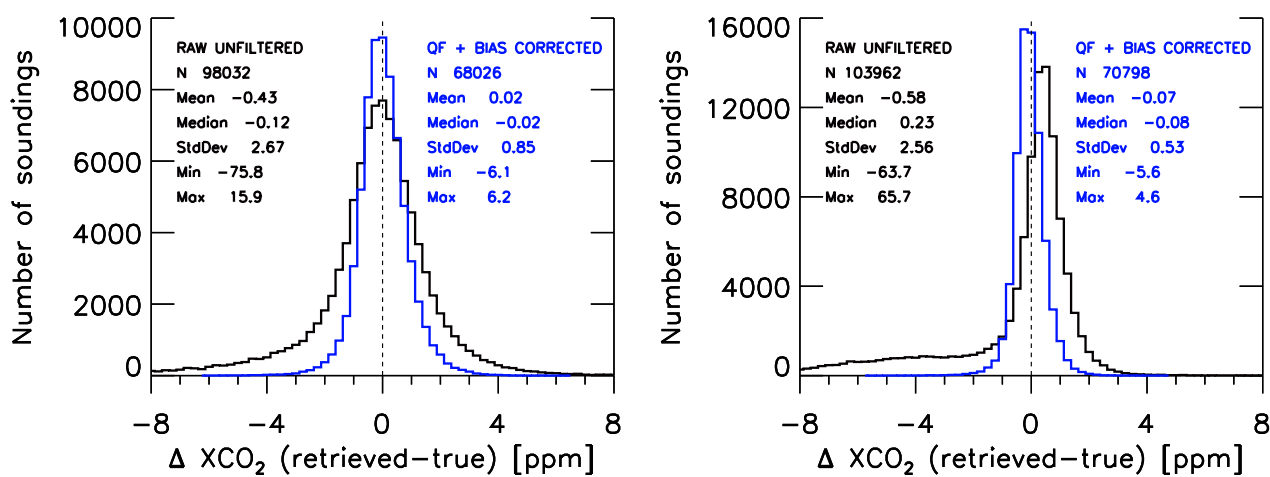 10000
8000
6000
4000
2000
0
Number of soundings
RAW UNFILTERED
N 98032
Mean −0.43
Median −0.12
StdDev 2.67
Min −75.8
Max 15.9
QF + BIAS CORRECTED
N 68026
Mean 0.02
Median −0.02
StdDev 0.85
Min −6.1
Max 6.2
−8 −4 0 4 8
Δ XCO₂ (retrieved−true) [ppm]
16000
12000
8000
4000
0
Number of soundings
RAW UNFILTERED
N 103962
Mean −0.58
Median 0.23
StdDev 2.56
Min −63.7
Max 65.7
QF + BIAS CORRECTED
N 70798
Mean −0.07
Median −0.08
StdDev 0.53
Min −5.6
Max 4.6
−8 −4 0 4 8
Δ XCO₂ (retrieved−true) [ppm]